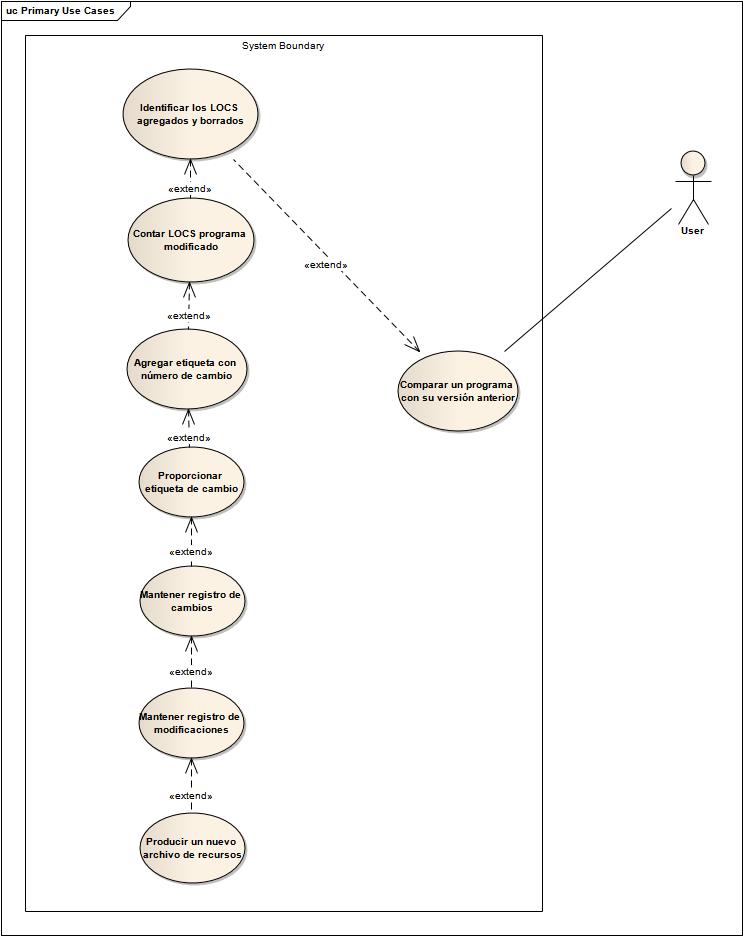 uc Primary Use Cases
System Boundary
Identificar los LOCS
agregados y borrados
«extend»
Contar LOCS programa
modificado
«extend»
User
«extend»
Agregar etiqueta con
número de cambio
Comparar un programa
con su versión anterior
«extend»
Proporcionar
etiqueta de cambio
«extend»
Mantener registro de
cambios
«extend»
Mantener registro de
modificaciones
«extend»
Producir un nuevo
archivo de recursos